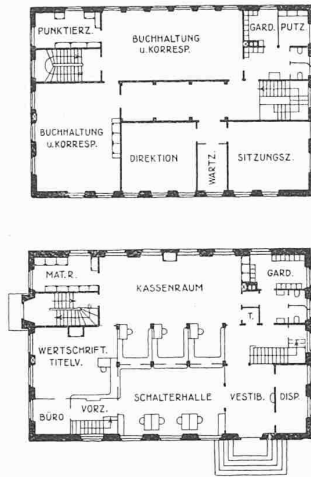 PUNKTIERZ.
BUCHHALTUNG
u. KORRESP.
GARD.
PUTZ.
BUCHHALTUNG
u. KORRESP.
DIREKTION
WARTZ.
SITZUNGSZ.
MAT. R.
KASSENRAUM
GARD.
T.
WERTSCHRIFT.
TITELV.
BÜRO
VORZ.
SCHALTERHALLE
VESTIB.
DISP.